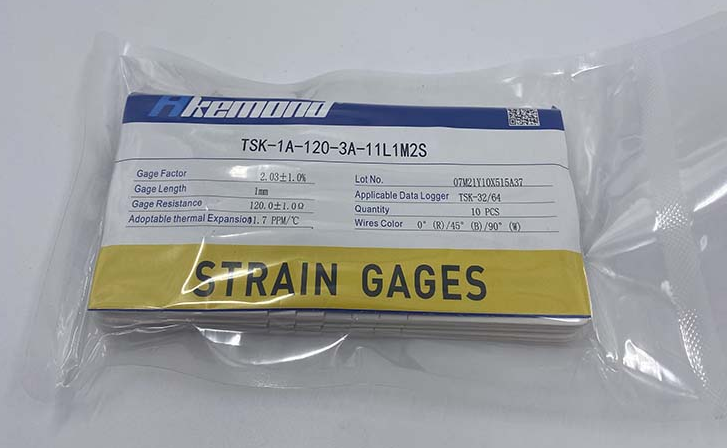 Akemond
TSK-1A-120-3A-11L1M2S
Gage Factor 2.03±1.0%
Gage Length 1mm
Gage Resistance 120.0±1.0Ω
Adoptable thermal Expansion 11.7 PPM/℃
Lot No. 07M21Y10X515A37
Applicable Data Logger TSK-32/64
Quantity 10 PCS
Wires Color 0° (R)/45° (B)/90° (W)
STRAIN GAGES